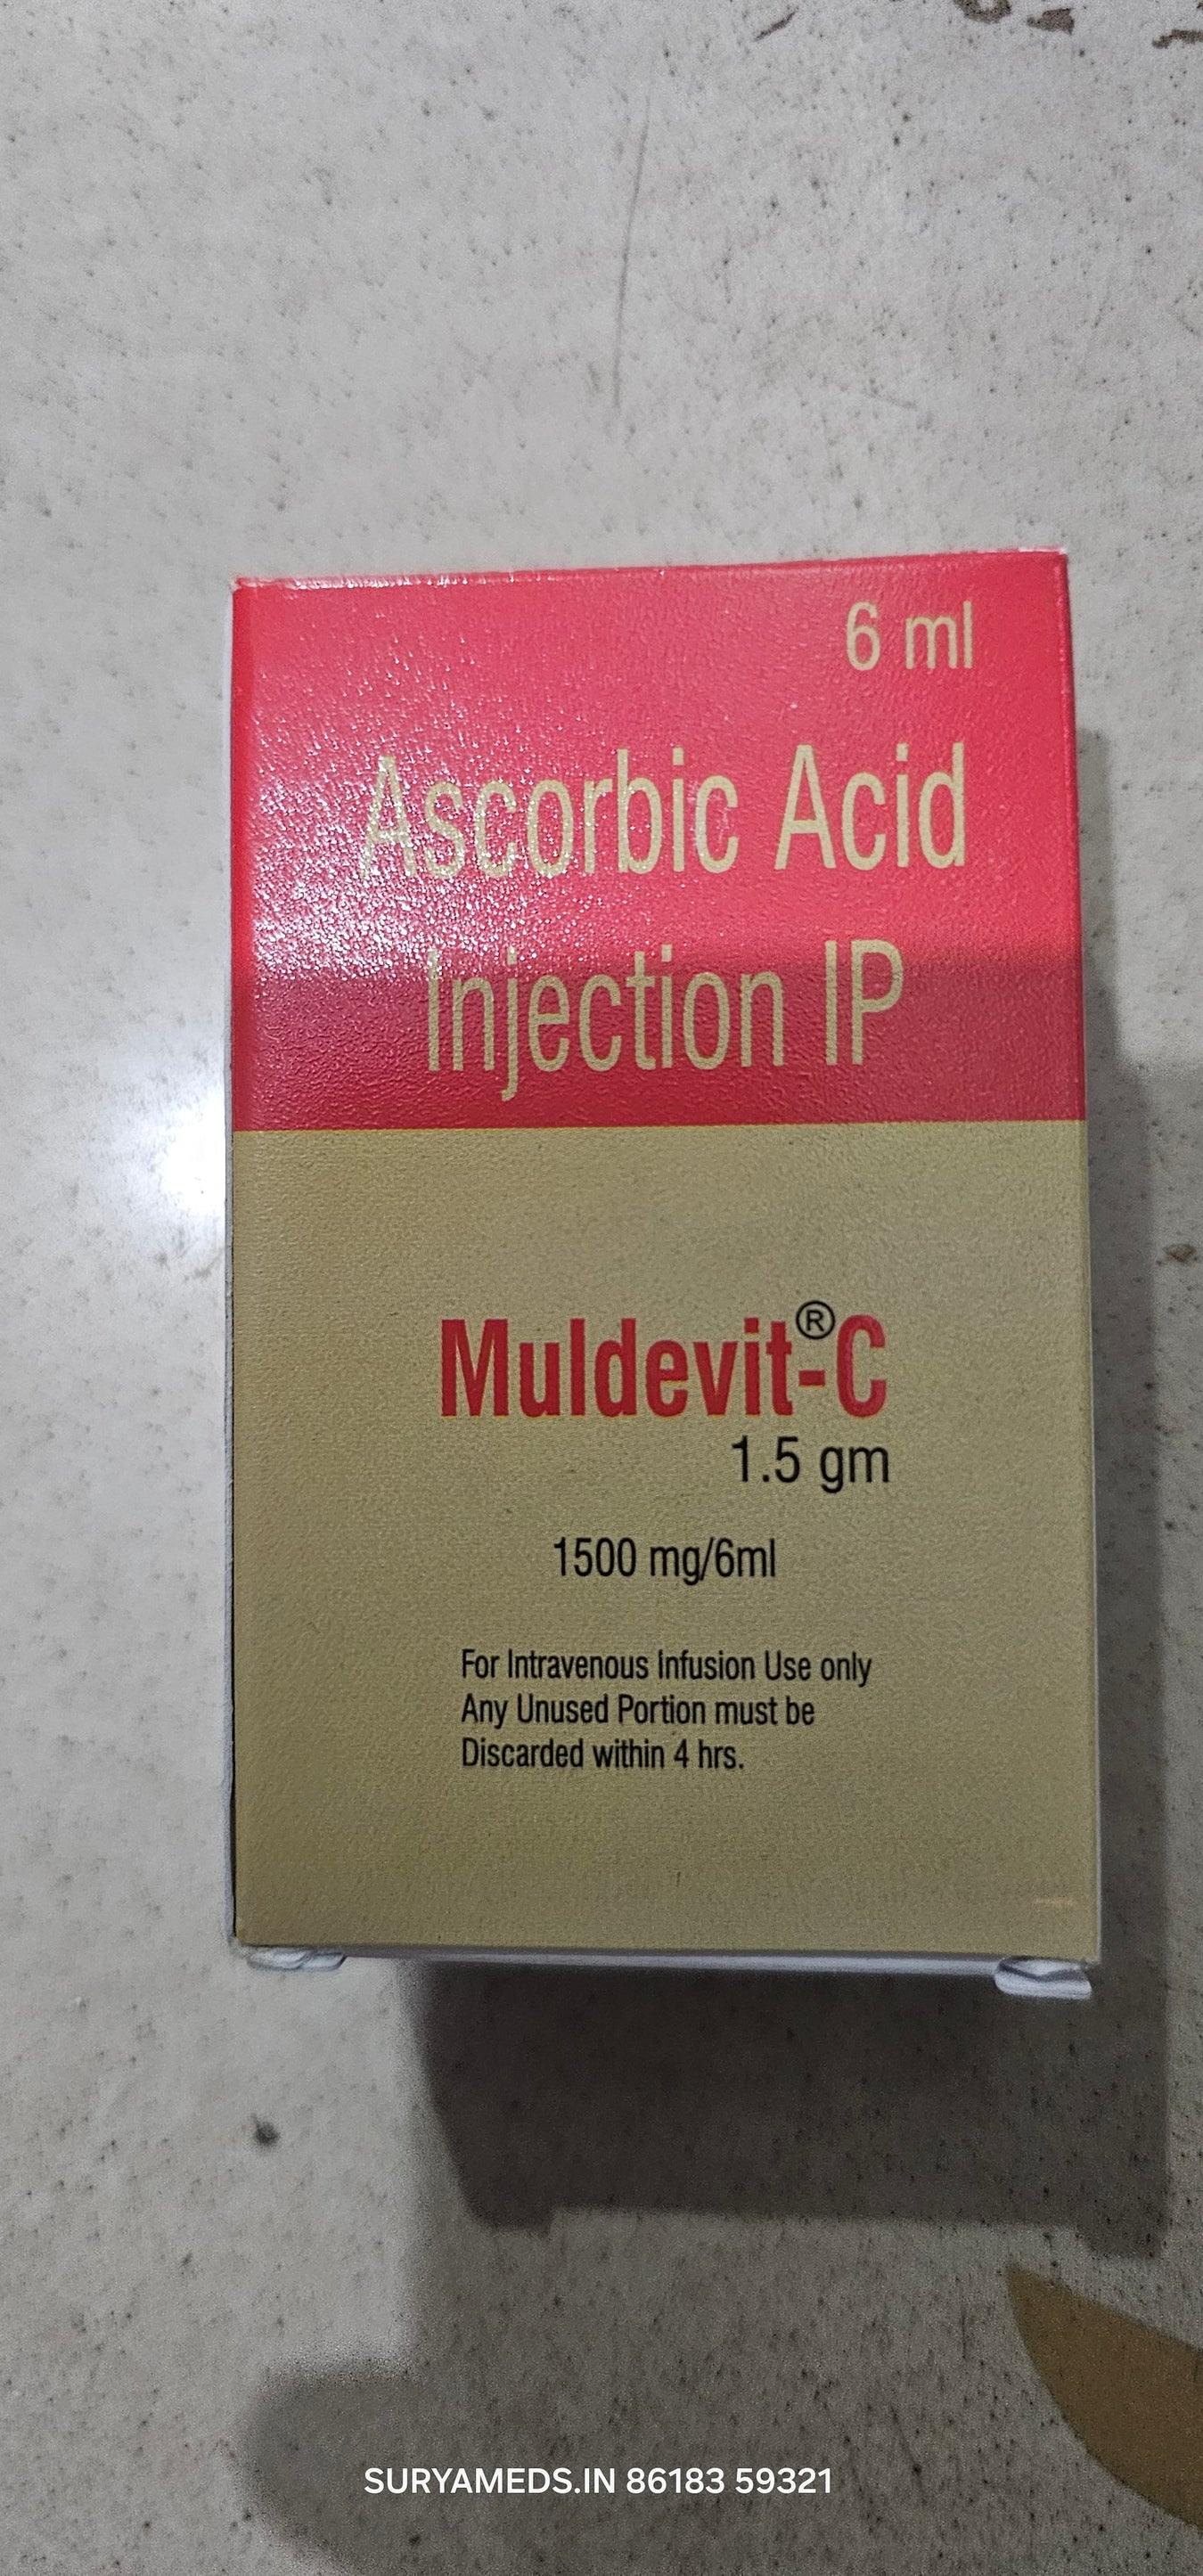 6 ml
Ascorbic Acid
Injection IP
Muldevit®-C
1.5 gm
1500 mg/6ml
For Intravenous Infusion Use only
Any Unused Portion must be
Discarded within 4 hrs.
SURYAMEDS.IN 86183 59321